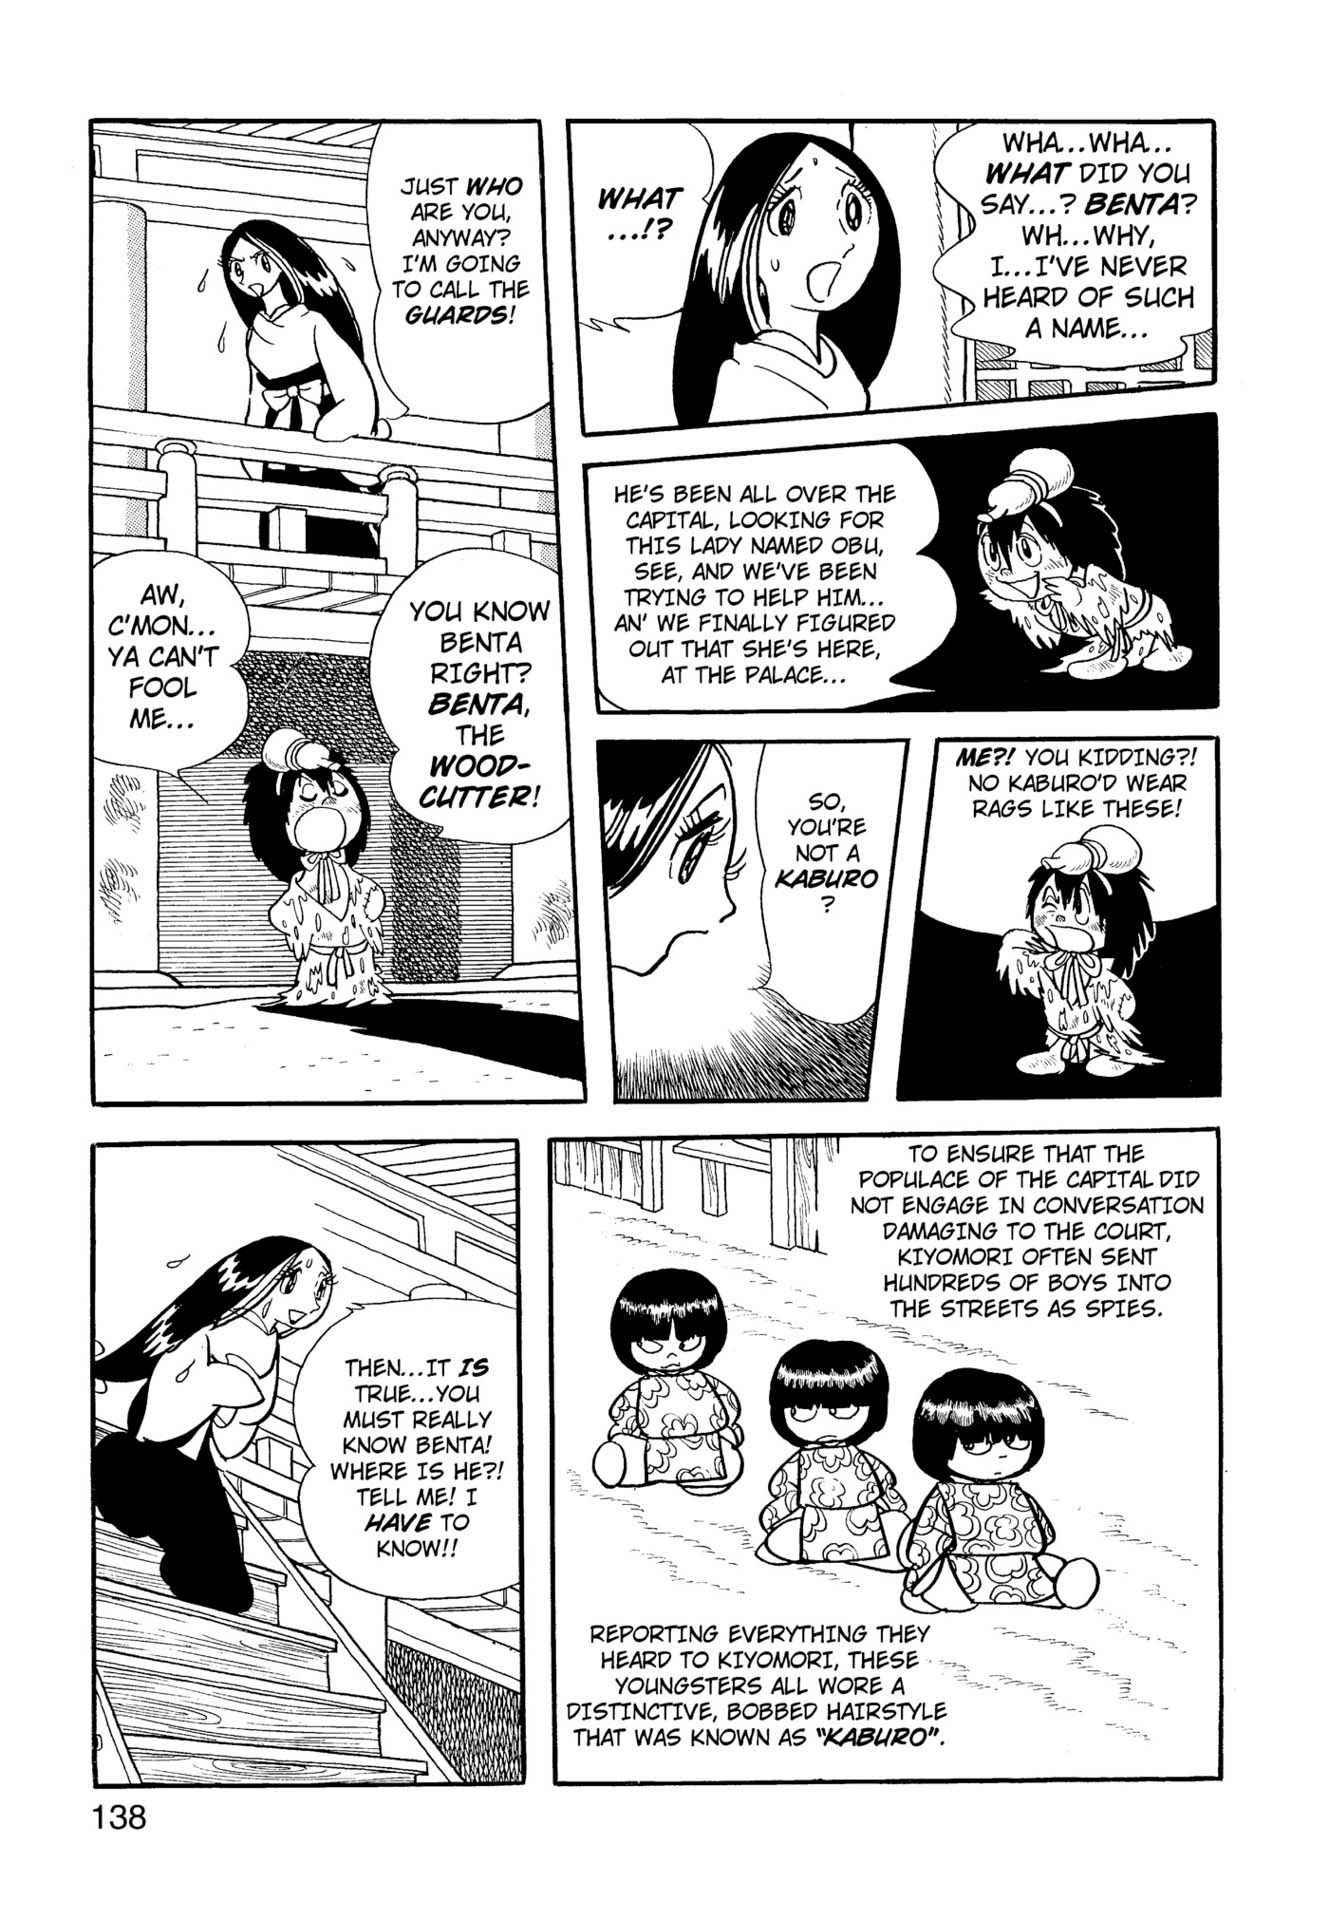 JUST WHO
ARE YOU,
ANYWAY?
I'M GOING
TO CALL THE
GUARDS!
AW,
C'MON...
YA CAN'T
FOOL
ME...
YOU KNOW
BENTA
RIGHT?
BENTA,
THE
WOOD-
CUTTER!
WHAT
...!?
WHA...WHA...
WHAT DID YOU
SAY...? BENTA?
WH...WHY,
I...I'VE NEVER
HEARD OF SUCH
A NAME...
HE'S BEEN ALL OVER THE
CAPITAL, LOOKING FOR
THIS LADY NAMED OBU,
SEE, AND WE'VE BEEN
TRYING TO HELP HIM...
AN' WE FINALLY FIGURED
OUT THAT SHE'S HERE,
AT THE PALACE...
SO,
YOU'RE
NOT A
KABURO
?
ME?! YOU KIDDING?!
NO KABURO'D WEAR
RAGS LIKE THESE!
THEN...IT IS
TRUE...YOU
MUST REALLY
KNOW BENTA!
WHERE IS HE?!
TELL ME! I
HAVE TO
KNOW!!
TO ENSURE THAT THE
POPULACE OF THE CAPITAL DID
NOT ENGAGE IN CONVERSATION
DAMAGING TO THE COURT,
KIYOMORI OFTEN SENT
HUNDREDS OF BOYS INTO
THE STREETS AS SPIES.
REPORTING EVERYTHING THEY
HEARD TO KIYOMORI, THESE
YOUNGSTERS ALL WORE A
DISTINCTIVE, BOBBED HAIRSTYLE
THAT WAS KNOWN AS "KABURO".
138